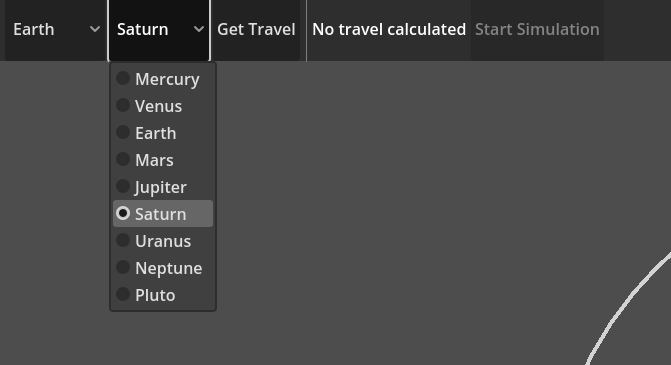 Earth Saturn Get Travel No travel calculated Start Simulation
Mercury
Venus
Earth
Mars
Jupiter
Saturn
Uranus
Neptune
Pluto